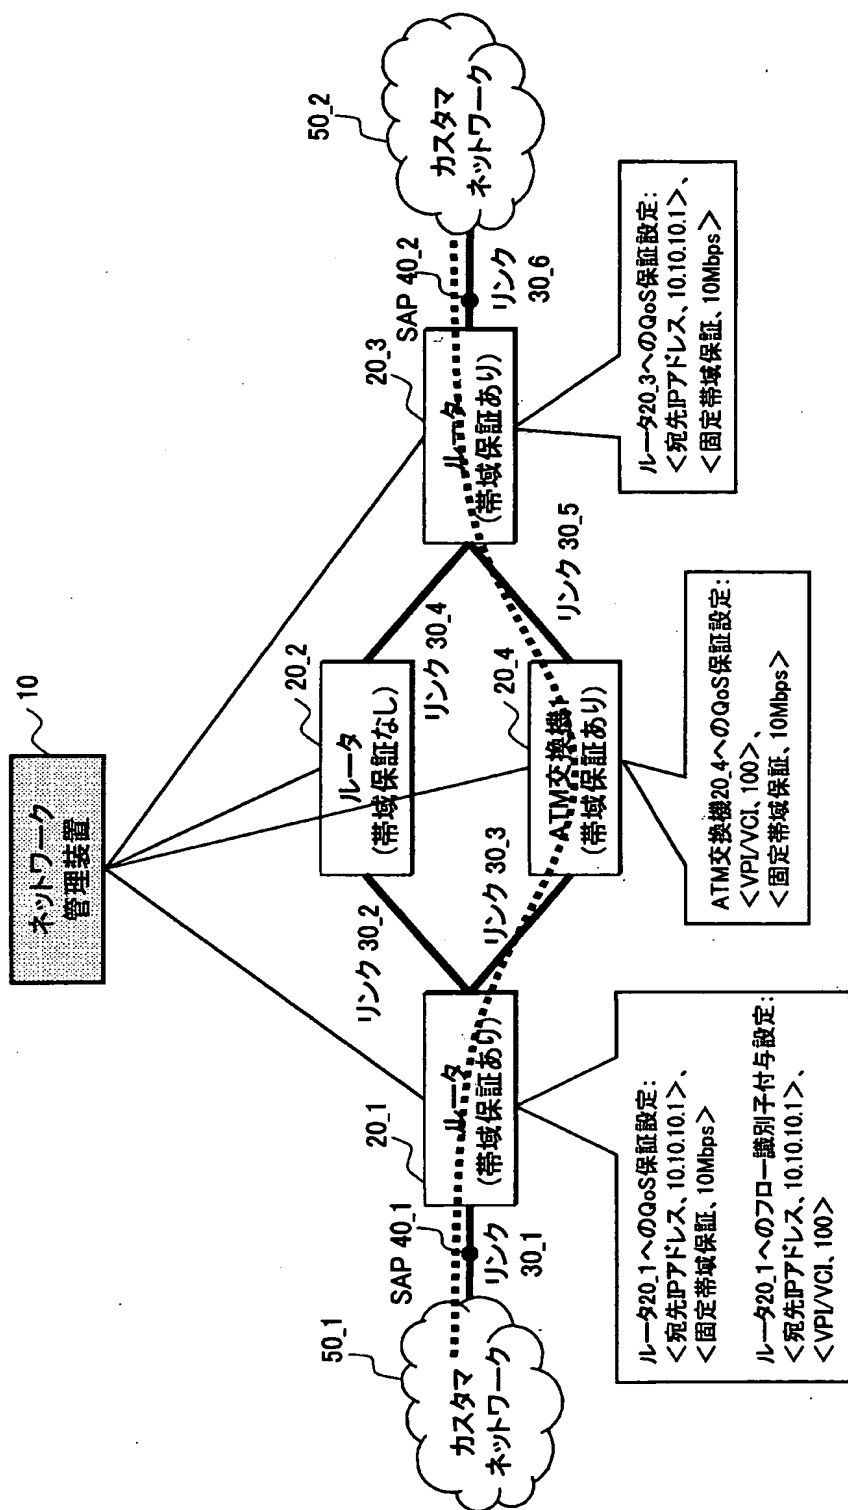 10
ネットワーク
管理装置
50_1
カスタマ
ネットワーク
SAP 40_1
リンク
30_1
20_1
ルータ
(帯域保証あり)
リンク 30_2
リンク 30_3
20_2
ルータ
(帯域保証なし)
20_4
ATM交換機
(帯域保証あり)
リンク 30_4
リンク 30_5
20_3
ルータ
(帯域保証あり)
SAP 40_2
リンク
30_6
50_2
カスタマ
ネットワーク
ルータ20_1へのQoS保証設定:
<宛先IPアドレス、10.10.10.1>、
<固定帯域保証、10Mbps>
ルータ20_1へのフロー識別子付与設定:
<宛先IPアドレス、10.10.10.1>、
<VPI/VCI、100>
ATM交換機20_4へのQoS保証設定:
<VPI/VCI、100>、
<固定帯域保証、10Mbps>
ルータ20_3へのQoS保証設定:
<宛先IPアドレス、10.10.10.1>、
<固定帯域保証、10Mbps>